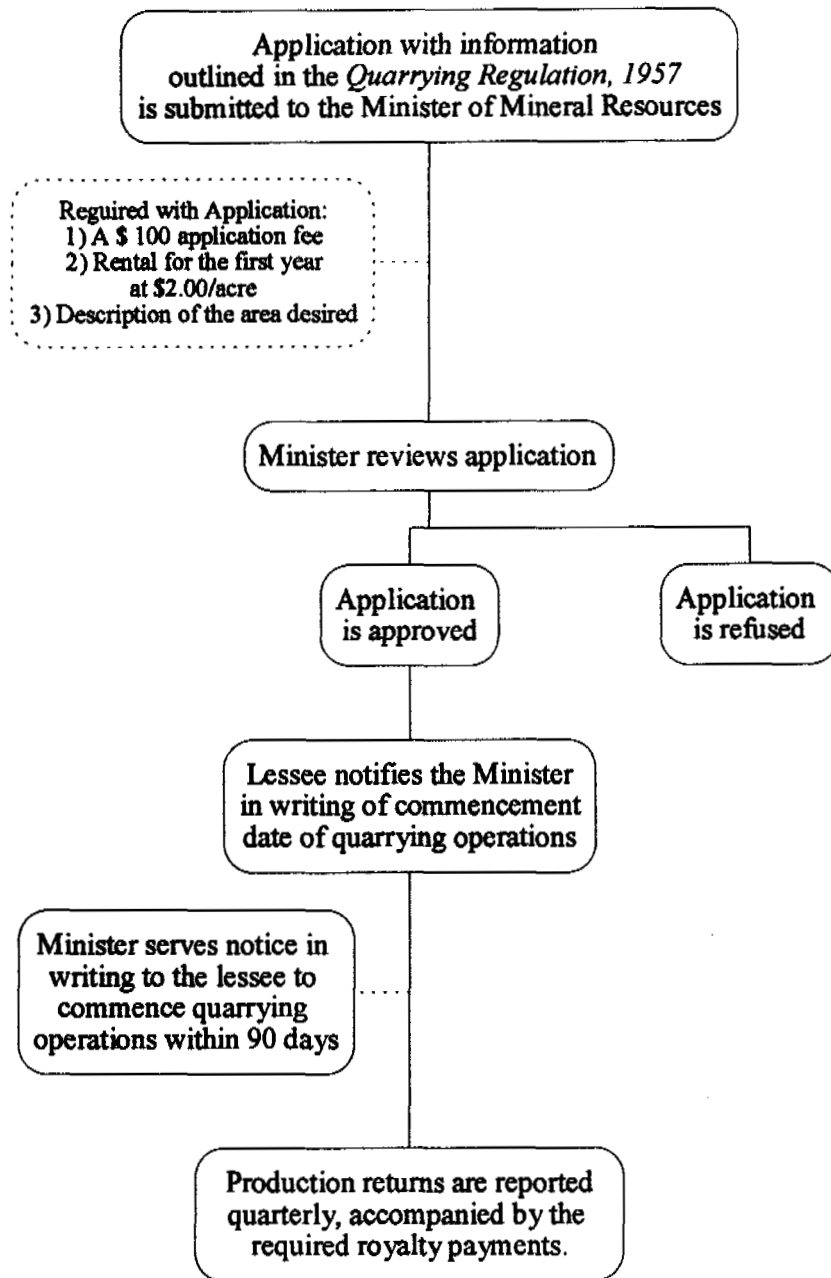 Application with information
outlined in the Quarrying Regulation, 1957
is submitted to the Minister of Mineral Resources
Reguired with Application:
1) A $ 100 application fee
2) Rental for the first year
at $2.00/acre
3) Description of the area desired
Minister reviews application
Application
is approved
Application
is refused
Lessee notifies the Minister
in writing of commencement
date of quarrying operations
Minister serves notice in
writing to the lessee to
commence quarrying
operations within 90 days
Production returns are reported
quarterly, accompanied by the
required royalty payments.